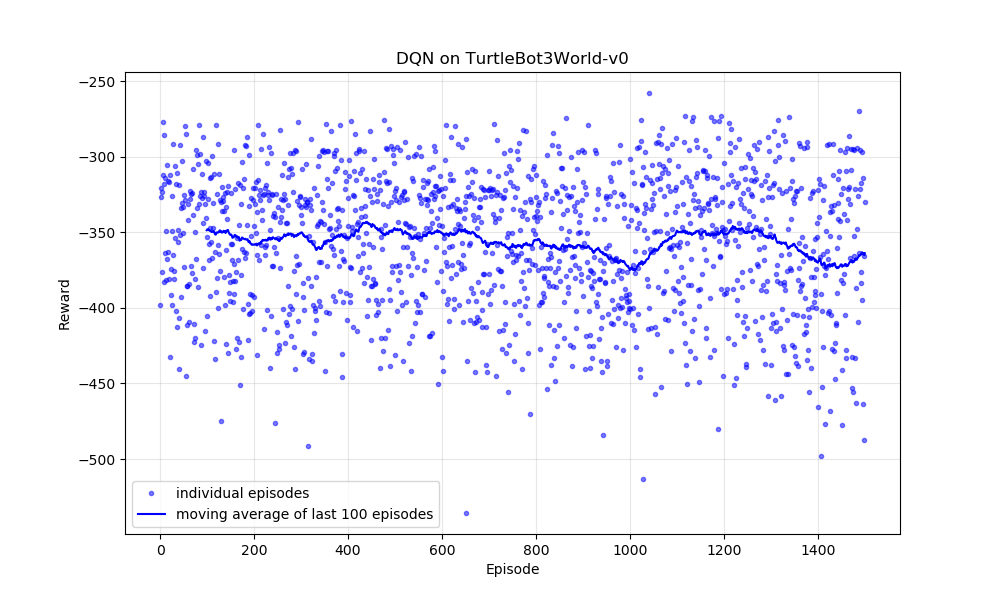 DQN on TurtleBot3World-v0
−250
−300
−350
−400
−450
−500
Reward
individual episodes
moving average of last 100 episodes
0 200 400 600 800 1000 1200 1400
Episode